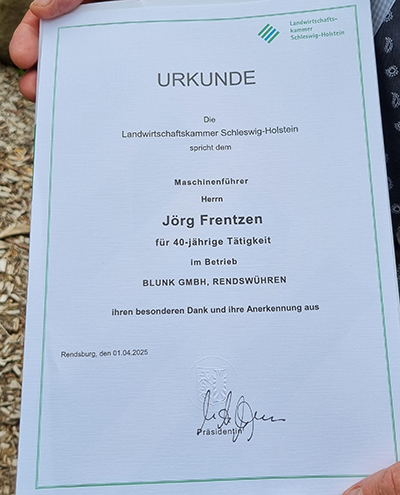 Landwirtschafts-
kammer
Schleswig-Holstein
URKUNDE
Die
Landwirtschaftskammer Schleswig-Holstein
spricht dem
Maschinenführer
Herrn
Jörg Frentzen
für 40-jährige Tätigkeit
im Betrieb
BLUNK GMBH, RENDSWÜHREN
ihren besonderen Dank und ihre Anerkennung aus
Rendsburg, den 01.04.2025
Präsidentin